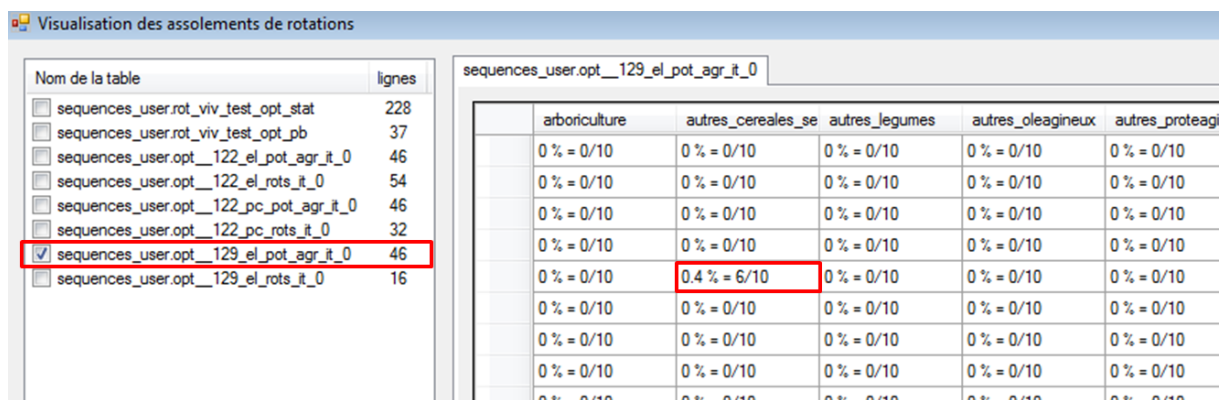 Visualisation des assolements de rotations
Nom de la table lignes
sequences_user.rot_viv_test_opt_stat 228
sequences_user.rot_viv_test_opt_pb 37
sequences_user.opt__122_el_pot_agr_it_0 46
sequences_user.opt__122_el_rots_it_0 54
sequences_user.opt__122_pc_pot_agr_it_0 46
sequences_user.opt__122_pc_rots_it_0 32
sequences_user.opt__129_el_pot_agr_it_0 46
sequences_user.opt__129_el_rots_it_0 16
sequences_user.opt__129_el_pot_agr_it_0
arboriculture autres_cereales_se autres_legumes autres_oleagineux autres_proteagi
0 % = 0/10 0 % = 0/10 0 % = 0/10 0 % = 0/10 0 % = 0/10
0 % = 0/10 0 % = 0/10 0 % = 0/10 0 % = 0/10 0 % = 0/10
0 % = 0/10 0 % = 0/10 0 % = 0/10 0 % = 0/10 0 % = 0/10
0 % = 0/10 0 % = 0/10 0 % = 0/10 0 % = 0/10 0 % = 0/10
0 % = 0/10 0.4 % = 6/10 0 % = 0/10 0 % = 0/10 0 % = 0/10
0 % = 0/10 0 % = 0/10 0 % = 0/10 0 % = 0/10 0 % = 0/10
0 % = 0/10 0 % = 0/10 0 % = 0/10 0 % = 0/10 0 % = 0/10
0 % = 0/10 0 % = 0/10 0 % = 0/10 0 % = 0/10 0 % = 0/10